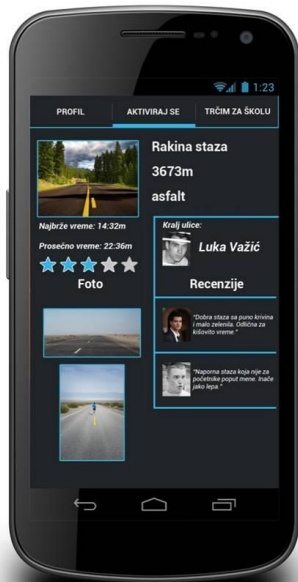 1:23
PROFIL
AKTIVIRAJ SE
TRČIM ZA ŠKOLU
Rakina staza
3673m
asfalt
Najbrže vreme: 14:32m
Prosečno vreme: 22:36m
Foto
Kralj ulice:
Luka Važić
Recenzije
"Dobra staza sa puno krivina
i malo zelenila. Odlična za
kišovito vreme."
"Naporna staza koja nije za
početnike poput mene. Inače
jako lepa."